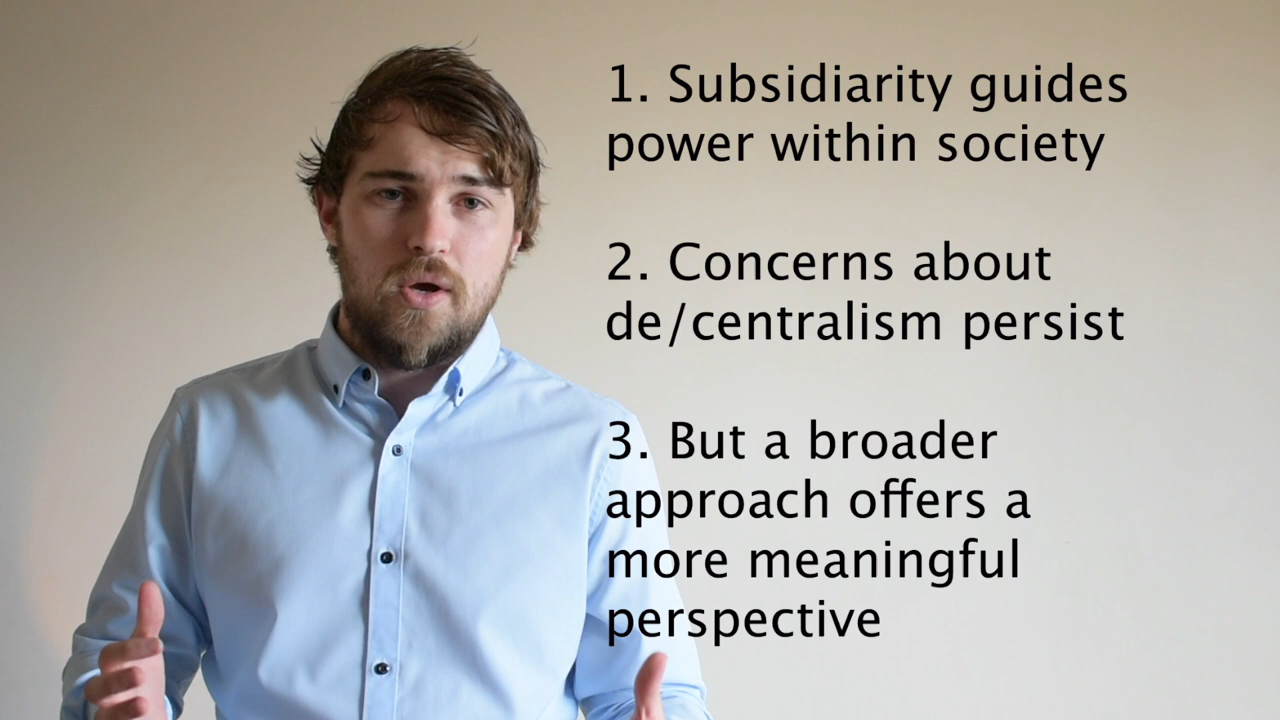 1. Subsidiarity guides
power within society
2. Concerns about
de/centralism persist
3. But a broader
approach offers a
more meaningful
perspective